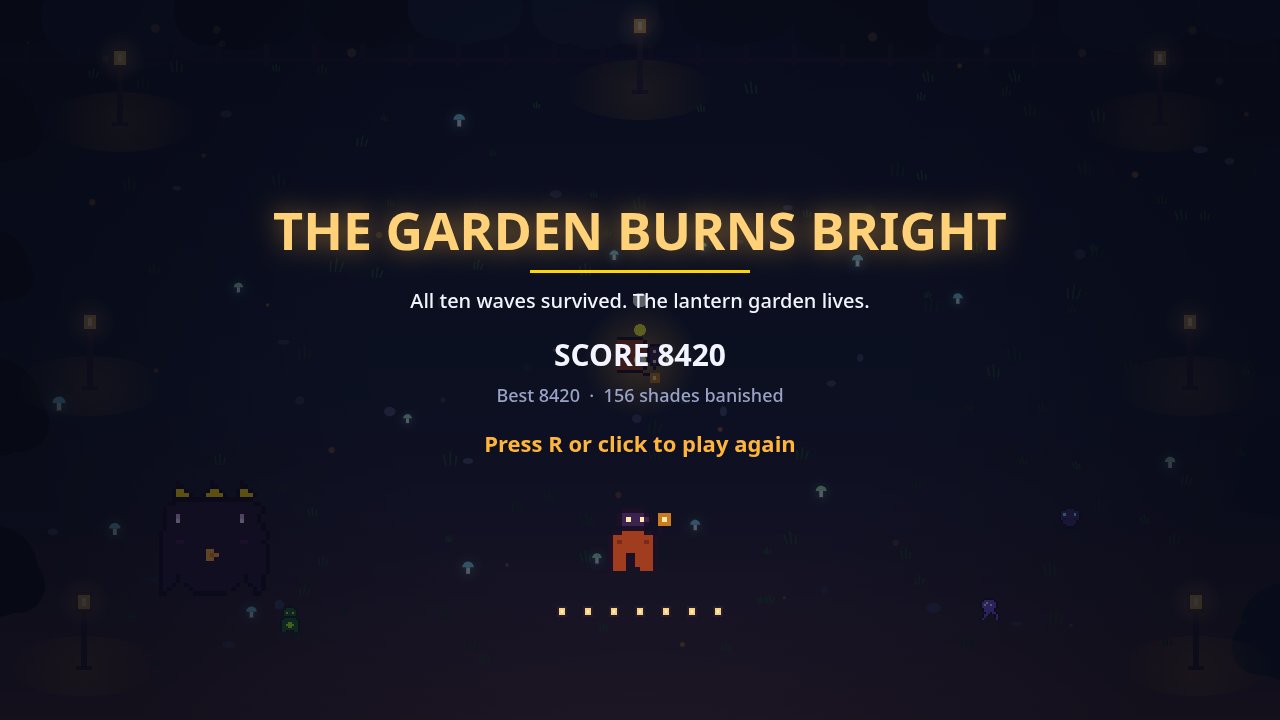 THE GARDEN BURNS BRIGHT
All ten waves survived. The lantern garden lives.
SCORE 8420
Best 8420 · 156 shades banished
Press R or click to play again